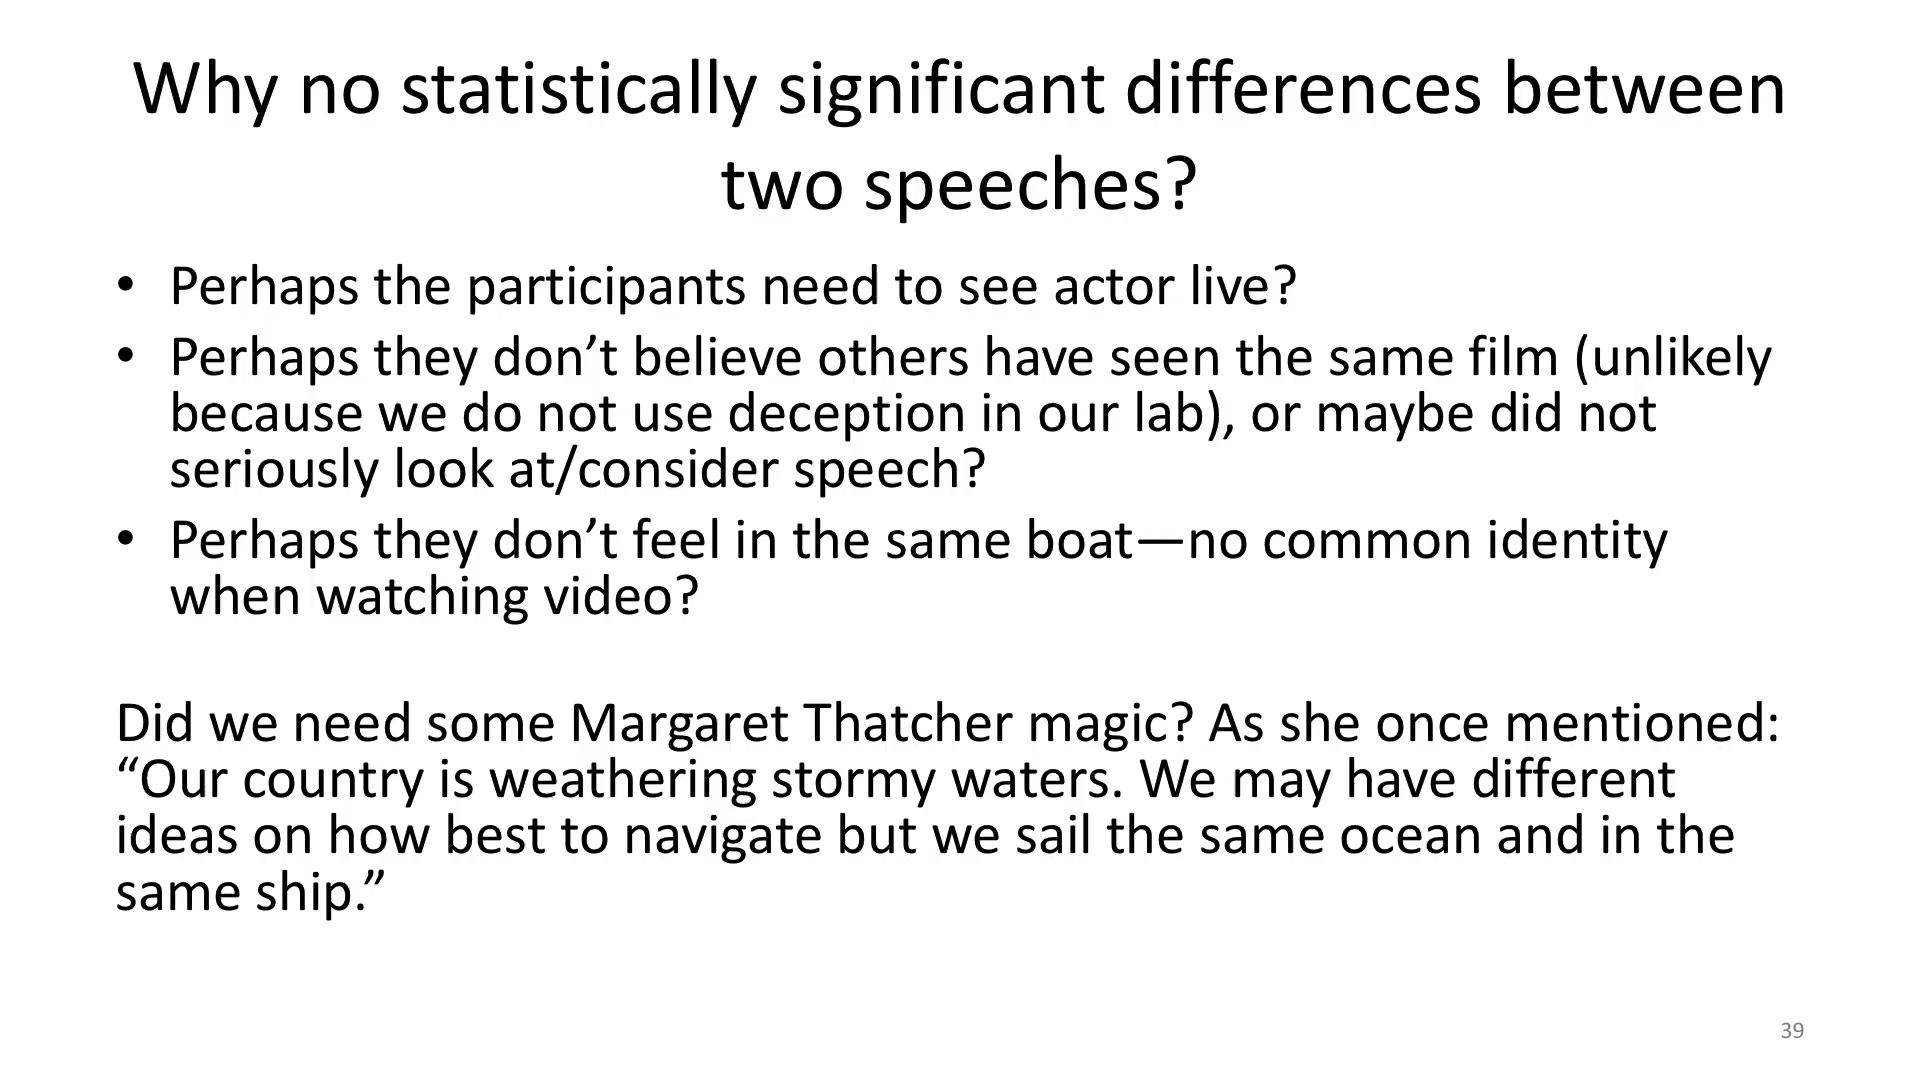 Why no statistically significant differences between
two speeches?
• Perhaps the participants need to see actor live?
• Perhaps they don’t believe others have seen the same film (unlikely
because we do not use deception in our lab), or maybe did not
seriously look at/consider speech?
• Perhaps they don’t feel in the same boat—no common identity
when watching video?
Did we need some Margaret Thatcher magic? As she once mentioned:
“Our country is weathering stormy waters. We may have different
ideas on how best to navigate but we sail the same ocean and in the
same ship.”
39